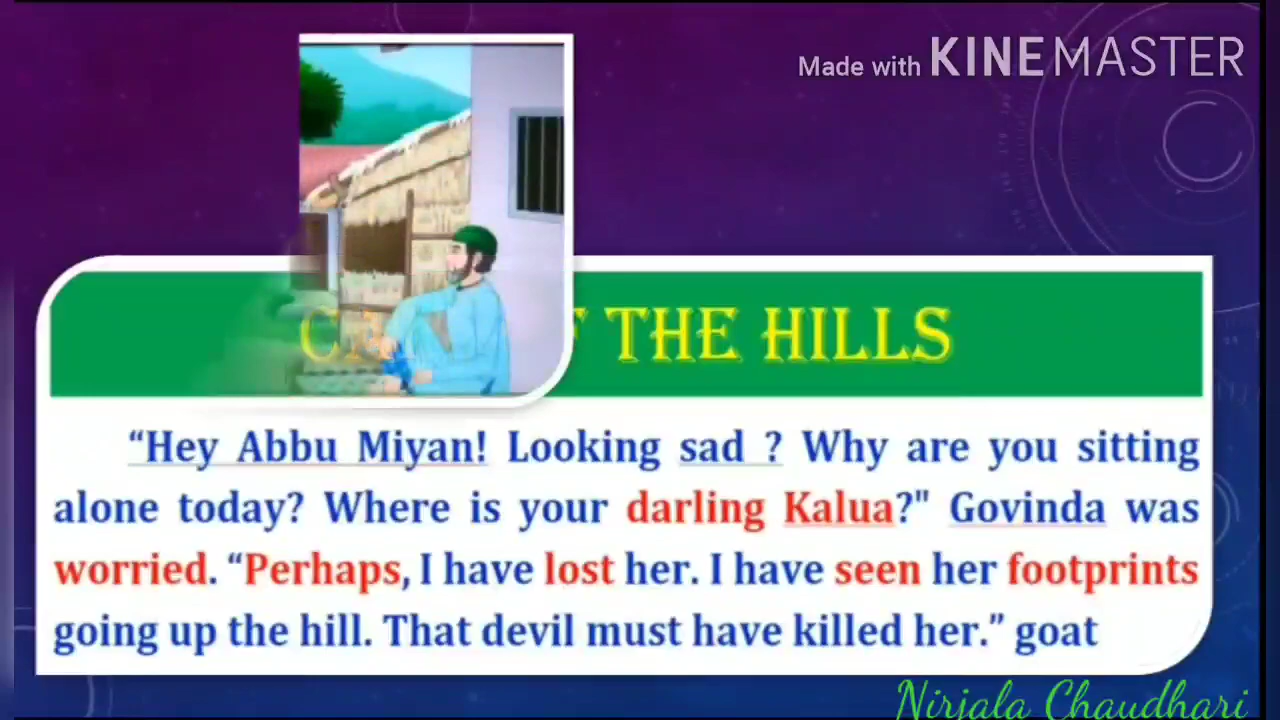 Made with KINEMASTER
THE HILLS
“Hey Abbu Miyan! Looking sad ? Why are you sitting
alone today? Where is your darling Kalua?" Govinda was
worried. “Perhaps, I have lost her. I have seen her footprints
going up the hill. That devil must have killed her.” goat
Nirjala Chaudhari